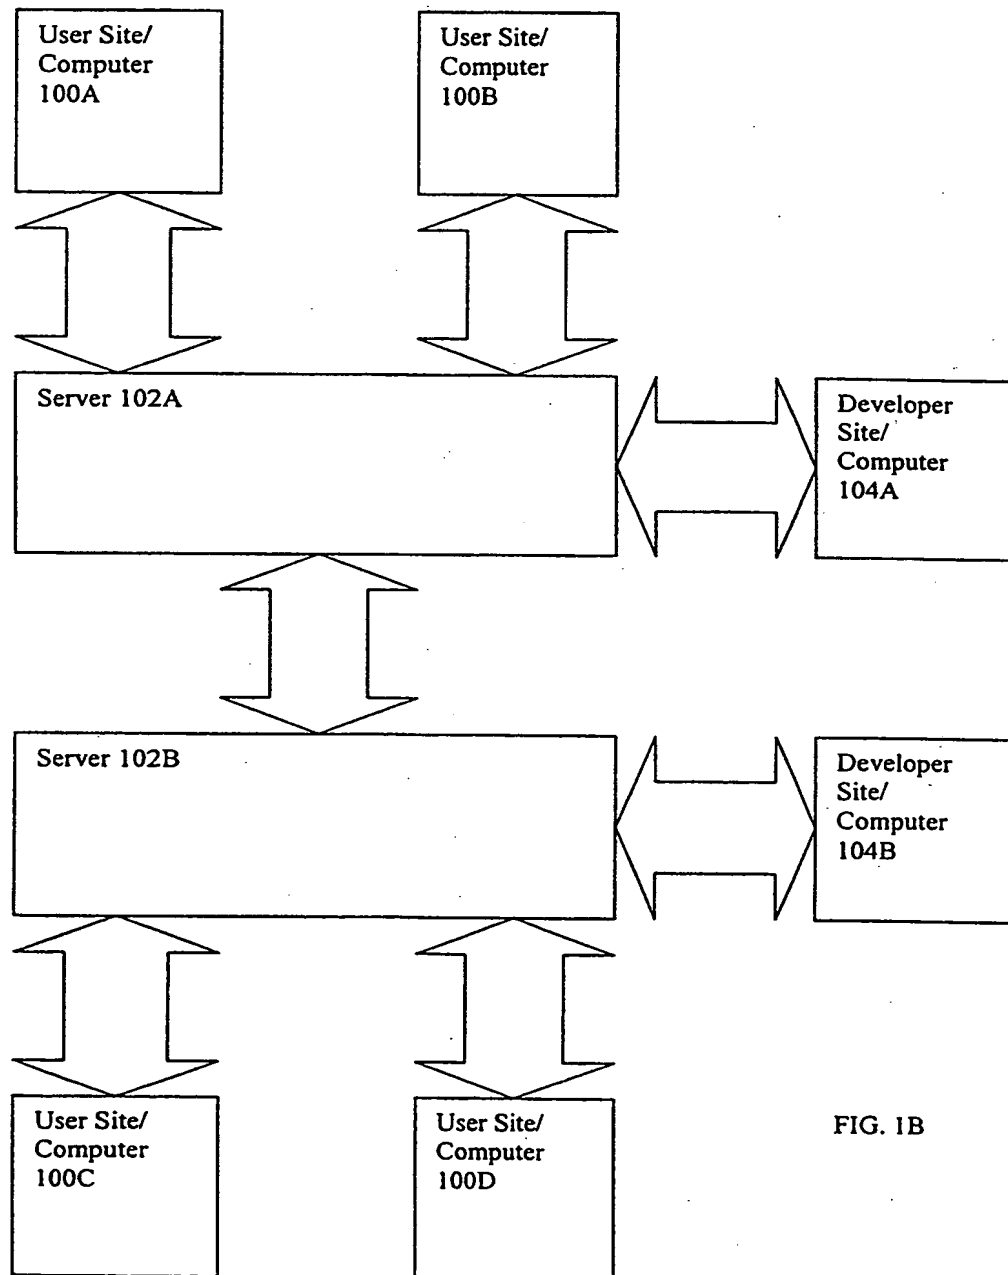 User Site/
Computer
100A
User Site/
Computer
100B
Server 102A
Developer
Site/
Computer
104A
Server 102B
Developer
Site/
Computer
104B
User Site/
Computer
100C
User Site/
Computer
100D
FIG. 1B